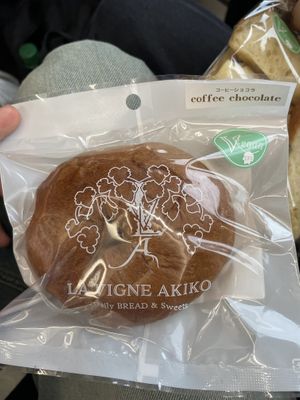 コーヒーショコラ
coffee chocolate
Vegan
LA VIGNE AKIKO
Daily BREAD & Sweets